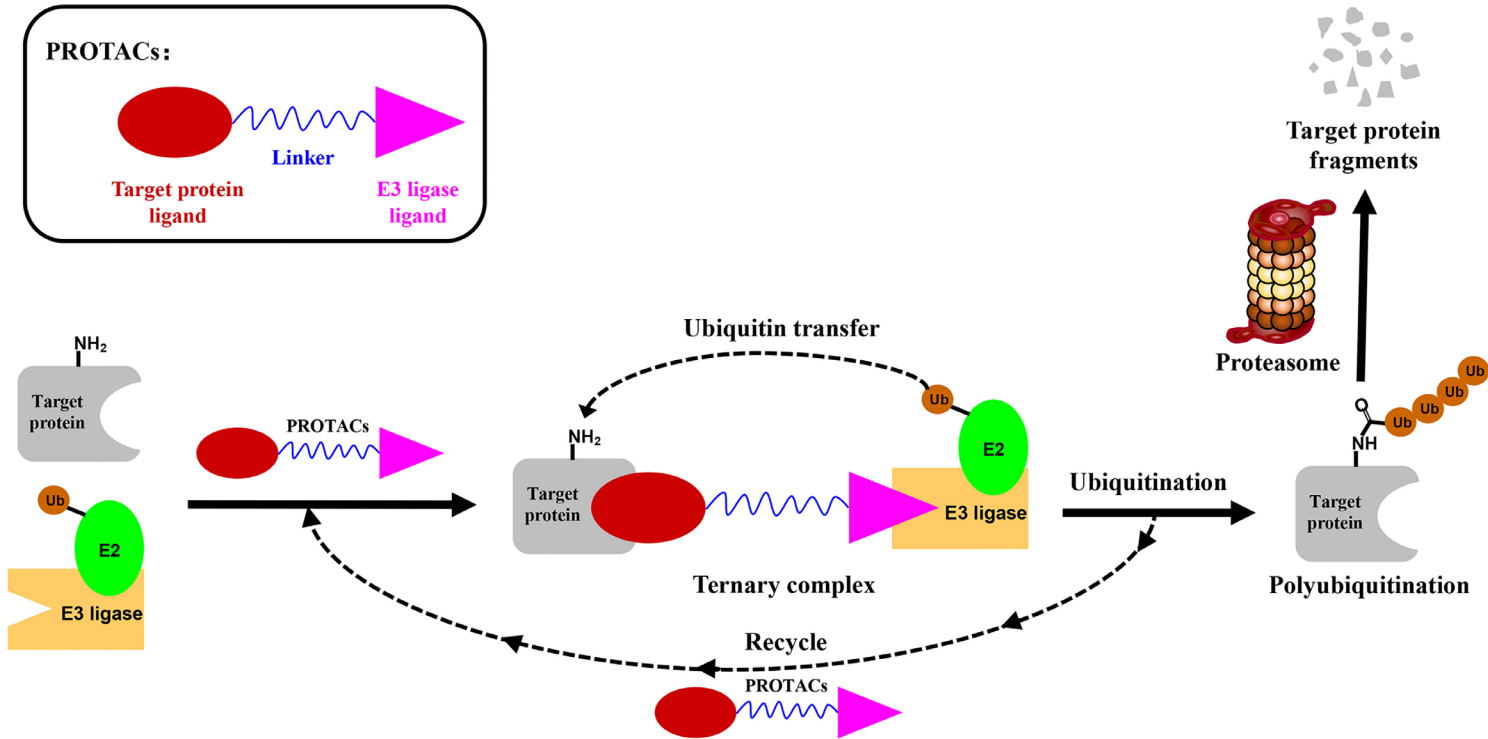 PROTACs:
Linker
Target protein
ligand
E3 ligase
ligand
Target protein
fragments
Proteasome
Ubiquitin transfer
NH2
Target
protein
Ub
E2
E3 ligase
PROTACs
NH2
Target
protein
Ub
E2
E3 ligase
Ternary complex
Ubiquitination
O
NH
Ub
Ub
Ub
Ub
Target
protein
Polyubiquitination
Recycle
PROTACs